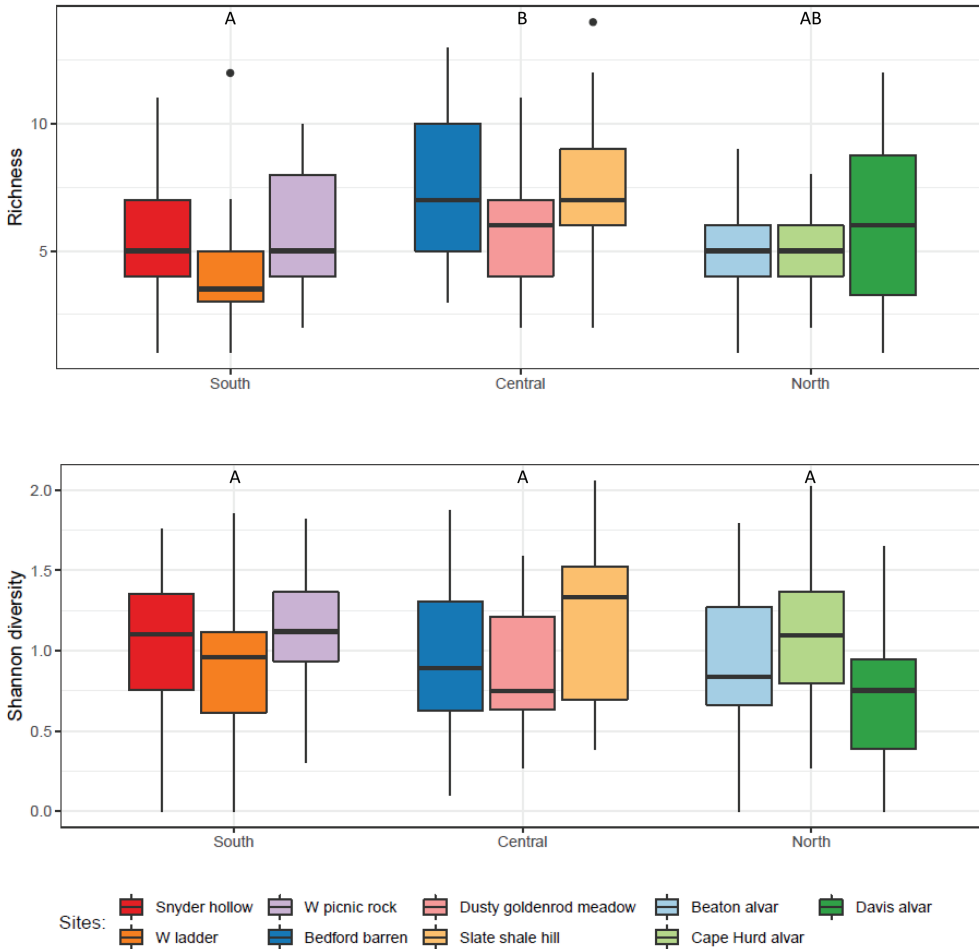 A B AB
10
5
Richness
South Central North
A A A
2.0
1.5
1.0
0.5
0.0
Shannon diversity
South Central North
Sites: Snyder hollow W picnic rock Dusty goldenrod meadow Beaton alvar Davis alvar
W ladder Bedford barren Slate shale hill Cape Hurd alvar